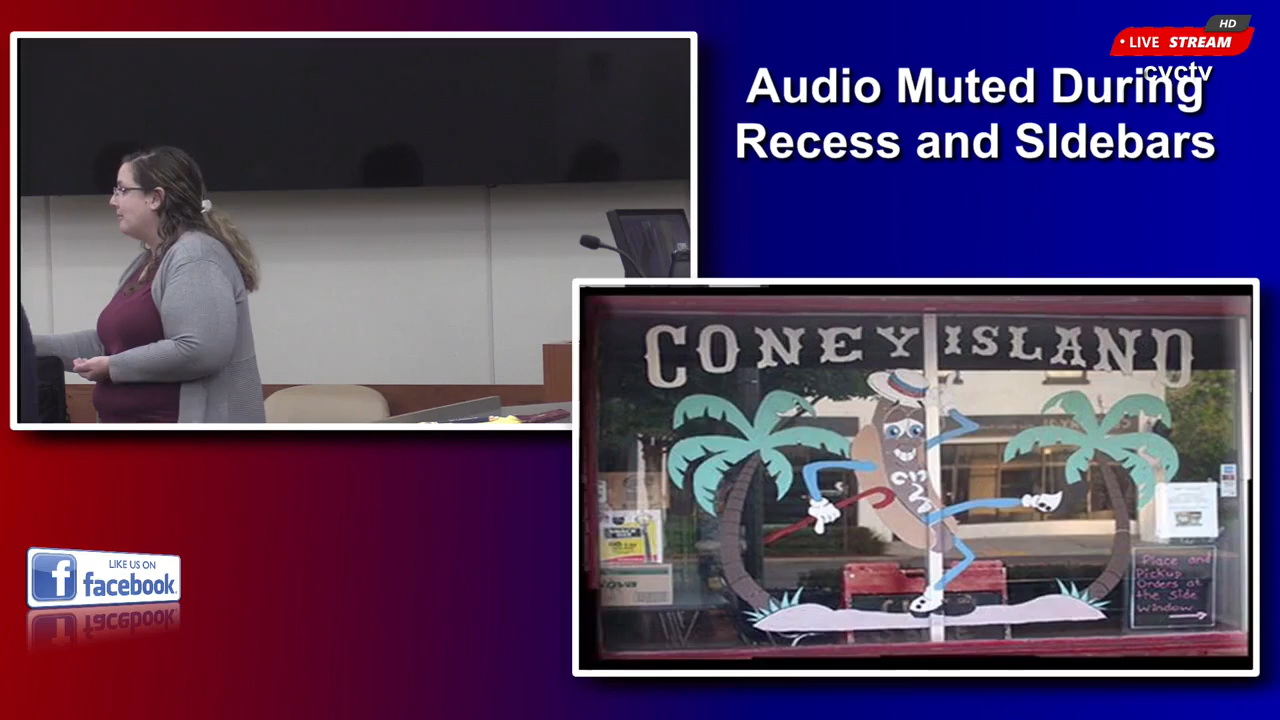 HD
• LIVE STREAM
cvctv
Audio Muted During
Recess and SIdebars
CONEY ISLAND
Place and
Pickup
Orders at
the side
window
LIKE US ON
facebook